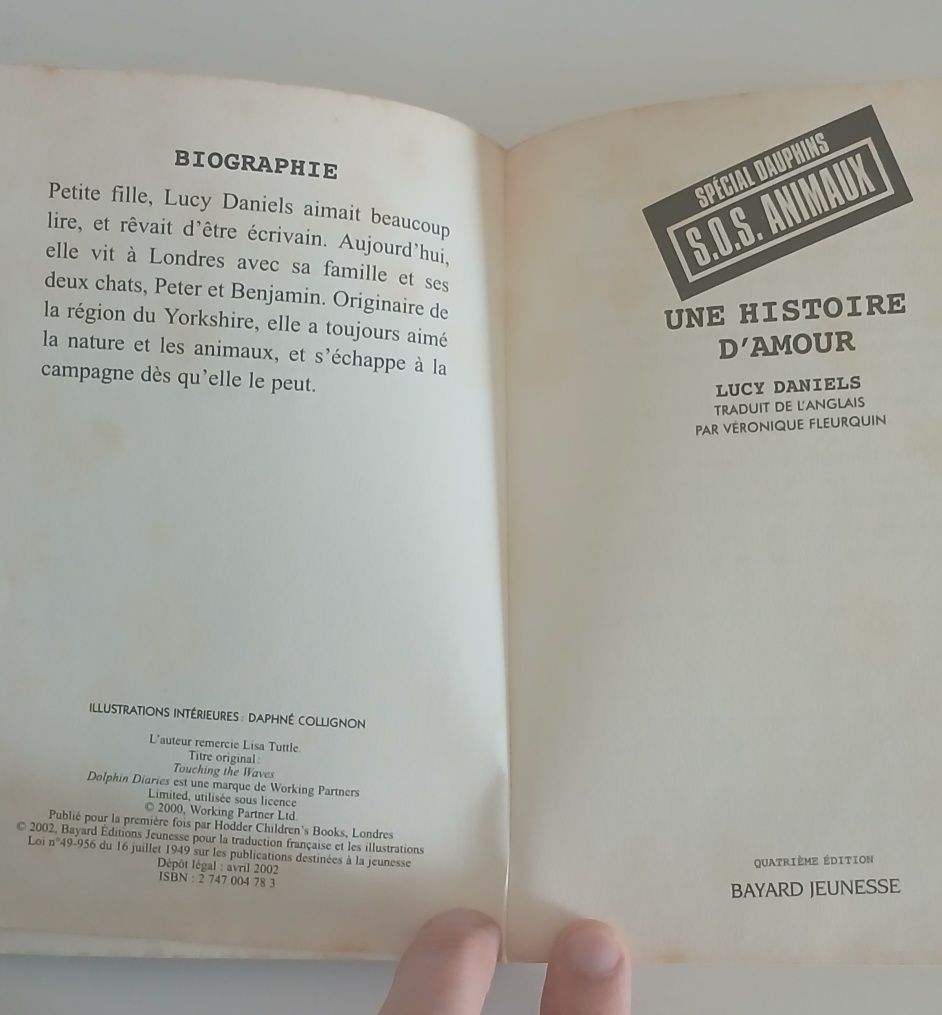 BIOGRAPHIE
Petite fille, Lucy Daniels aimait beaucoup
lire, et rêvait d'être écrivain. Aujourd'hui,
elle vit à Londres avec sa famille et ses
deux chats, Peter et Benjamin. Originaire de
la région du Yorkshire, elle a toujours aimé
la nature et les animaux, et s'échappe à la
campagne dès qu'elle le peut.
ILLUSTRATIONS INTÉRIEURES : DAPHNÉ COLLIGNON
L'auteur remercie Lisa Tuttle.
Titre original :
Touching the Waves
Dolphin Diaries est une marque de Working Partners
Limited, utilisée sous licence
© 2000, Working Partner Ltd.
Publié pour la première fois par Hodder Children's Books, Londres
© 2002, Bayard Éditions Jeunesse pour la traduction française et les illustrations
Loi n°49-956 du 16 juillet 1949 sur les publications destinées à la jeunesse
Dépôt légal : avril 2002
ISBN : 2 747 004 78 3
SPÉCIAL DAUPHINS
S.O.S. ANIMAUX
UNE HISTOIRE
D'AMOUR
LUCY DANIELS
TRADUIT DE L'ANGLAIS
PAR VÉRONIQUE FLEURQUIN
QUATRIÈME ÉDITION
BAYARD JEUNESSE